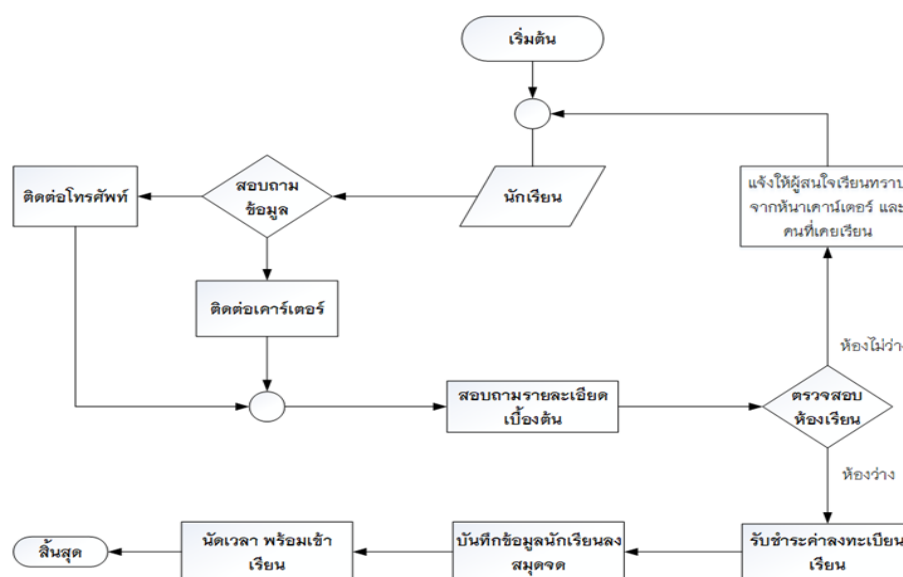 เริ่มต้น
นักเรียน
สอบถาม
ข้อมูล
ติดต่อโทรศัพท์
ติดต่อเคาร์เตอร์
สอบถามรายละเอียด
เบื้องต้น
ตรวจสอบ
ห้องเรียน
ห้องไม่ว่าง
แจ้งให้ผู้สนใจเรียนทราบ
จากหันาเคาน์เตอร์ และ
คนที่เคยเรียน
ห้องว่าง
รับชำระค่าลงทะเบียน
เรียน
บันทึกข้อมูลนักเรียนลง
สมุดจด
นัดเวลา พร้อมเข้า
เรียน
สิ้นสุด